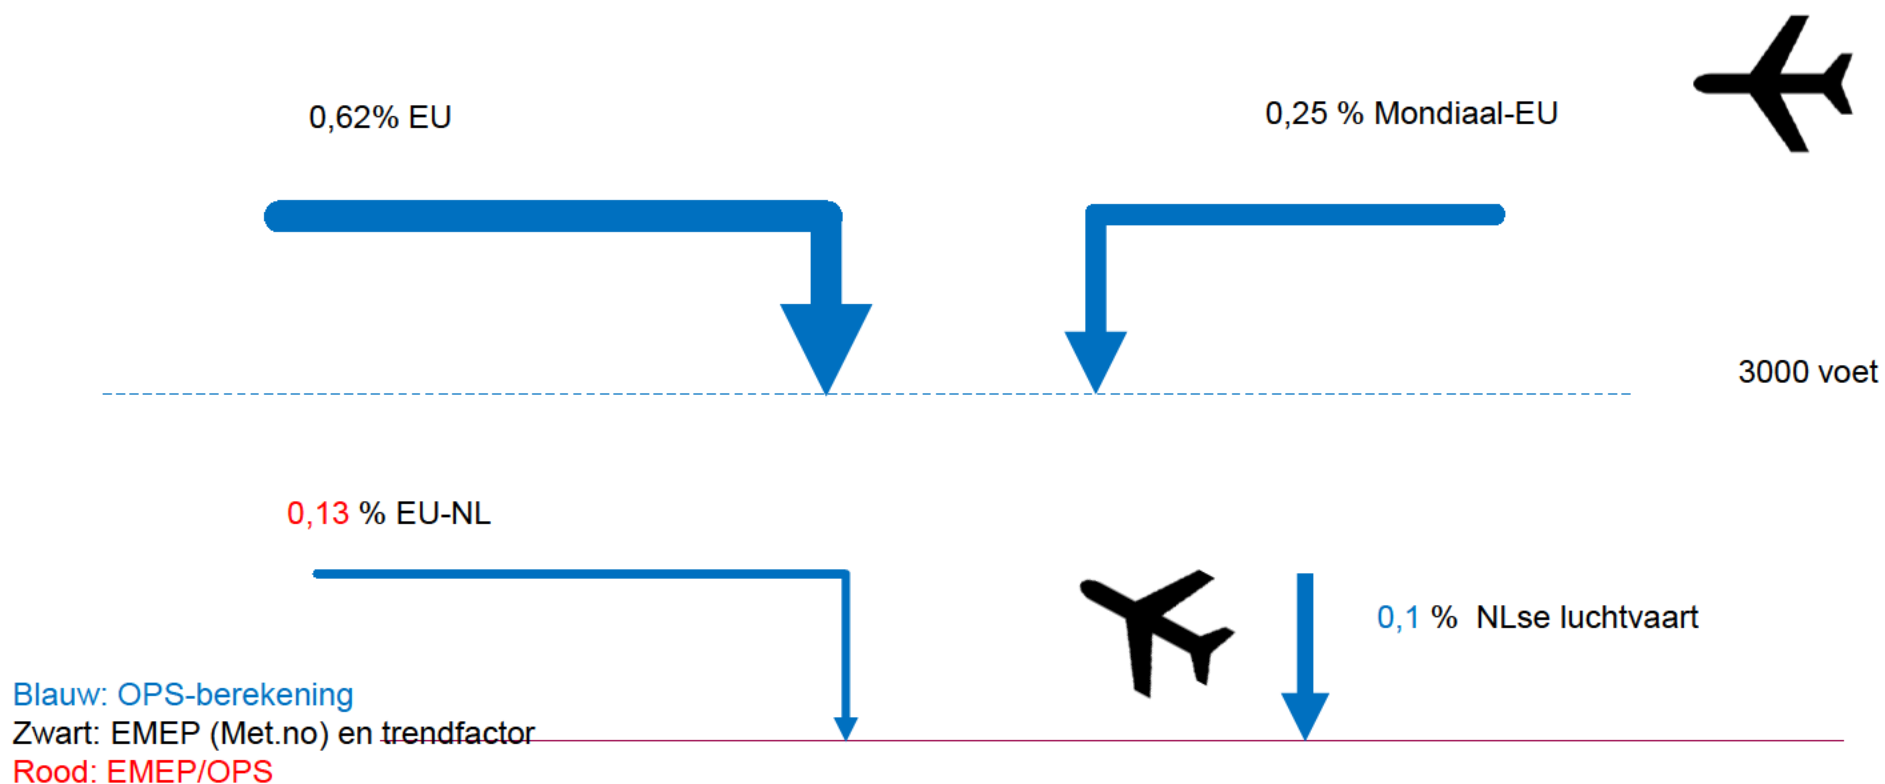 0,62% EU
0,25 % Mondiaal-EU
3000 voet
0,13 % EU-NL
0,1 % NLse luchtvaart
Blauw: OPS-berekening
Zwart: EMEP (Met.no) en trendfactor
Rood: EMEP/OPS